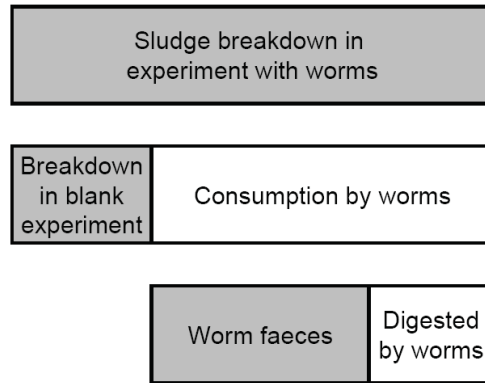 Sludge breakdown in
experiment with worms
Breakdown
in blank
experiment
Consumption by worms
Worm faeces
Digested
by worms